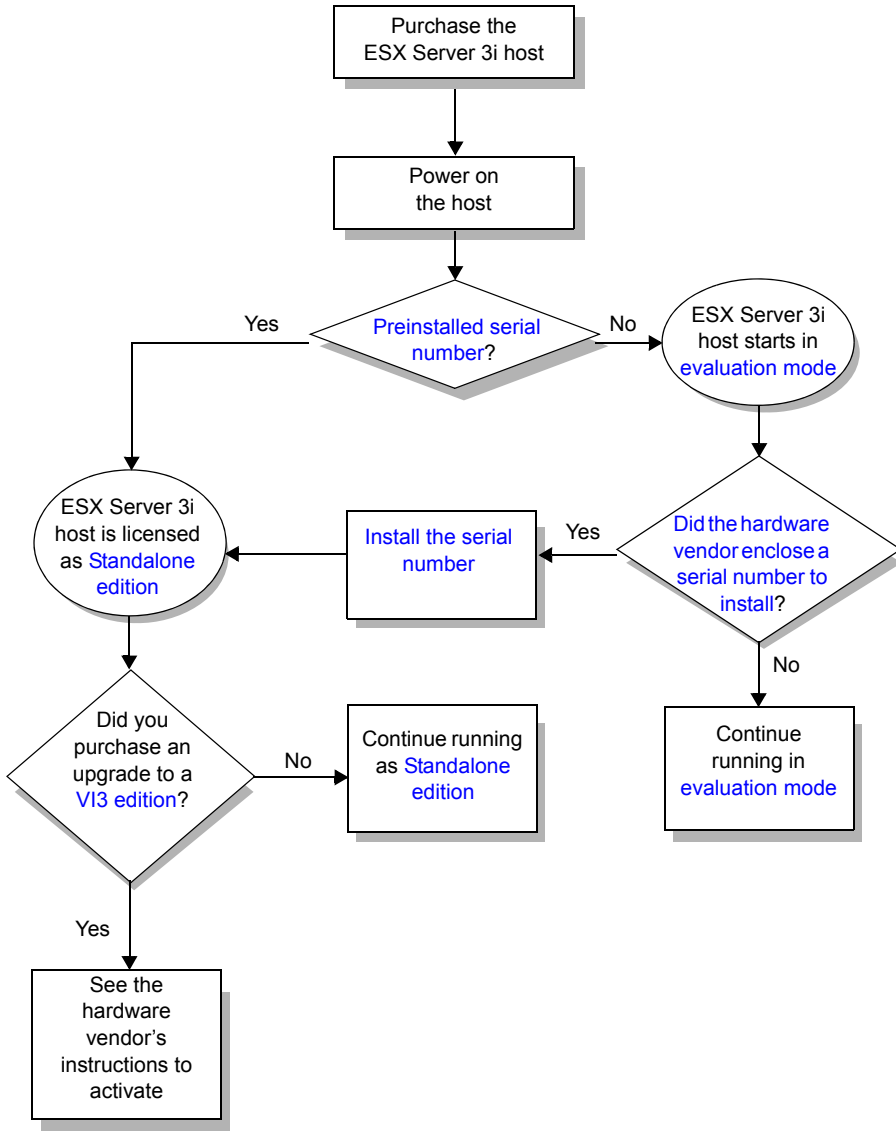 Purchase the
ESX Server 3i host
Power on
the host
Preinstalled serial
number?
Yes
No
ESX Server 3i
host starts in
evaluation mode
ESX Server 3i
host is licensed
as Standalone
edition
Install the serial
number
Yes
Did the hardware
vendor enclose a
serial number to
install?
No
Did you
purchase an
upgrade to a
VI3 edition?
No
Continue running
as Standalone
edition
Continue
running in
evaluation mode
Yes
See the
hardware
vendor’s
instructions to
activate